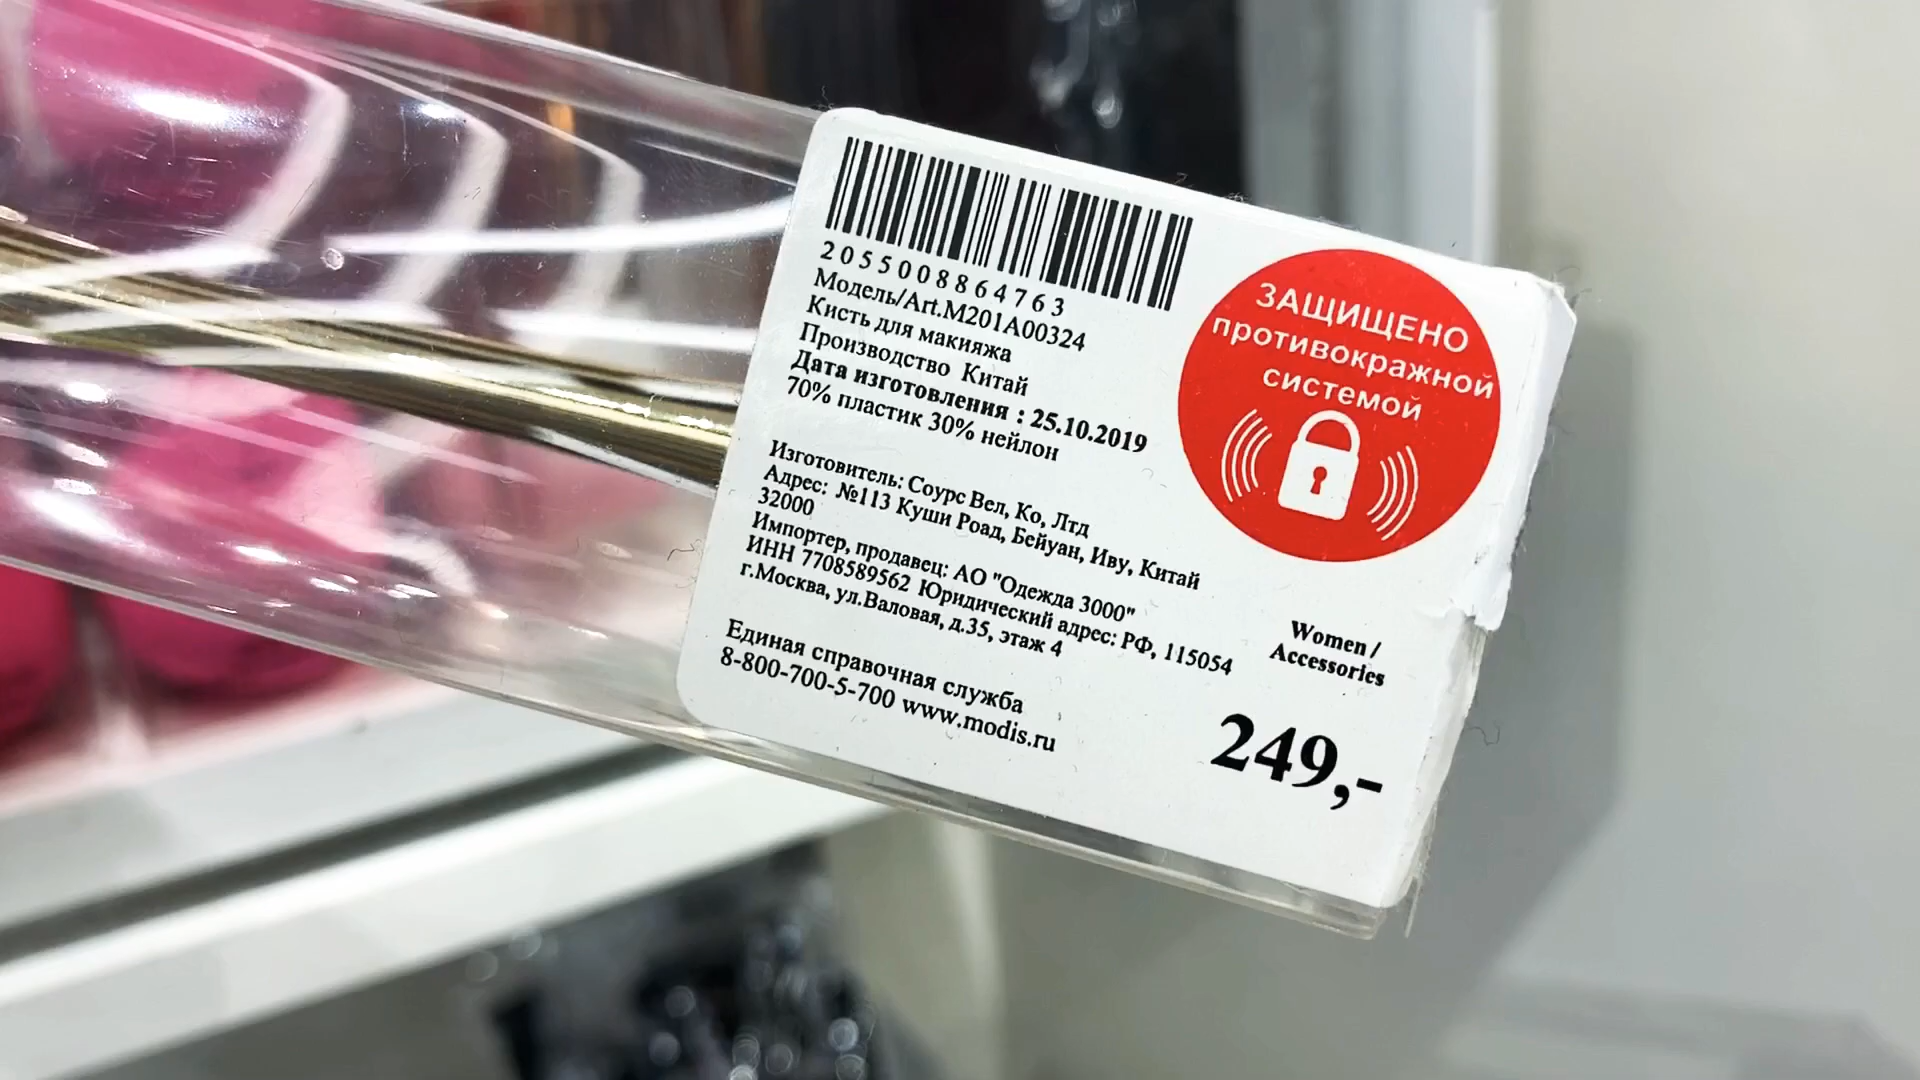 2055008864763
Модель/Art.M201A00324
Кисть для макияжа
Производство Китай
Дата изготовления : 25.10.2019
70% пластик 30% нейлон
Изготовитель: Соурс Вел, Ко, Лтд
Адрес: №113 Куши Роад, Бейуан, Иву, Китай
32000
Импортер, продавец: АО "Одежда 3000"
ИНН 7708589562 Юридический адрес: РФ, 115054
г.Москва, ул.Валовая, д.35, этаж 4
Единая справочная служба
8-800-700-5-700 www.modis.ru
ЗАЩИЩЕНО
противокражной
системой
Women /
Accessories
249,-